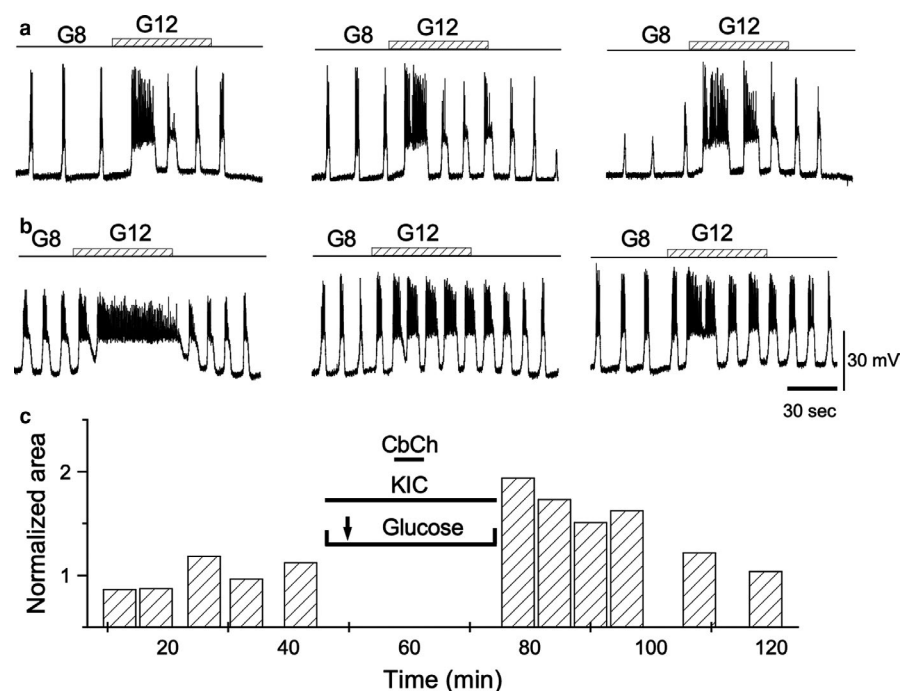 a
G8 G12 G8 G12 G8 G12
b
G8 G12 G8 G12 G8 G12
30 mV
30 sec
c
CbCh
KIC
Glucose
Normalized area
2
1
20 40 60 80 100 120
Time (min)